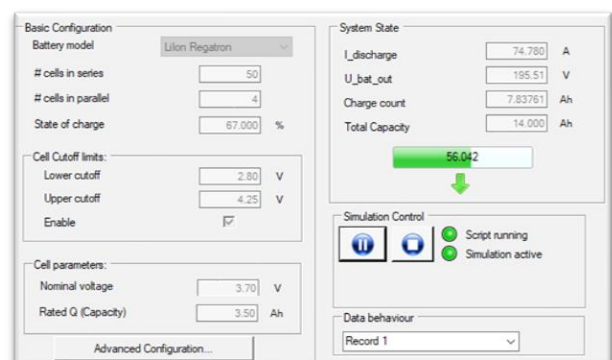 Basic Configuration
Battery model LiIon Regatron
# cells in series 50
# cells in parallel 4
State of charge 67.000 %
Cell Cutoff limits:
Lower cutoff 2.80 V
Upper cutoff 4.25 V
Enable
Cell parameters:
Nominal voltage 3.70 V
Rated Q (Capacity) 3.50 Ah
Advanced Configuration...
System State
I_discharge 74.780 A
U_bat_out 195.51 V
Charge count 7.83761 Ah
Total Capacity 14.000 Ah
56.042
Simulation Control
Script running
Simulation active
Data behaviour
Record 1